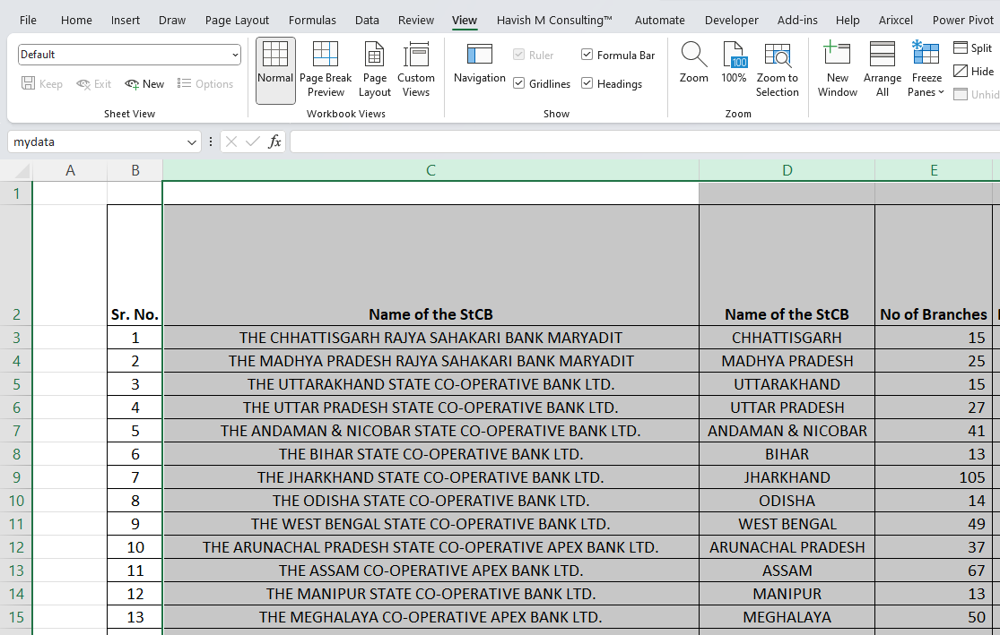 File Home Insert Draw Page Layout Formulas Data Review View Havish M Consulting™ Automate Developer Add-ins Help Arixcel Power Pivot
Default
Keep Exit New Options
Sheet View
Normal
Page Break
Preview
Page
Layout
Custom
Views
Workbook Views
Navigation
Ruler
Formula Bar
Gridlines
Headings
Show
Zoom
100
100%
Zoom to
Selection
Zoom
New
Window
Arrange
All
Freeze
Panes
Split
Hide
Unhid
mydata
fx
A B C D E
1
2 Sr. No. Name of the StCB Name of the StCB No of Branches
3 1 THE CHHATTISGARH RAJYA SAHAKARI BANK MARYADIT CHHATTISGARH 15
4 2 THE MADHYA PRADESH RAJYA SAHAKARI BANK MARYADIT MADHYA PRADESH 25
5 3 THE UTTARAKHAND STATE CO-OPERATIVE BANK LTD. UTTARAKHAND 15
6 4 THE UTTAR PRADESH STATE CO-OPERATIVE BANK LTD. UTTAR PRADESH 27
7 5 THE ANDAMAN & NICOBAR STATE CO-OPERATIVE BANK LTD. ANDAMAN & NICOBAR 41
8 6 THE BIHAR STATE CO-OPERATIVE BANK LTD. BIHAR 13
9 7 THE JHARKHAND STATE CO-OPERATIVE BANK LTD. JHARKHAND 105
10 8 THE ODISHA STATE CO-OPERATIVE BANK LTD. ODISHA 14
11 9 THE WEST BENGAL STATE CO-OPERATIVE BANK LTD. WEST BENGAL 49
12 10 THE ARUNACHAL PRADESH STATE CO-OPERATIVE APEX BANK LTD. ARUNACHAL PRADESH 37
13 11 THE ASSAM CO-OPERATIVE APEX BANK LTD. ASSAM 67
14 12 THE MANIPUR STATE CO-OPERATIVE BANK LTD. MANIPUR 13
15 13 THE MEGHALAYA CO-OPERATIVE APEX BANK LTD. MEGHALAYA 50